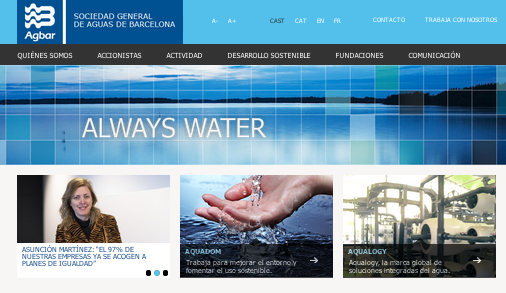 Agbar
SOCIEDAD GENERAL
DE AGUAS DE BARCELONA
A- A+ CAST CAT EN FR CONTACTO TRABAJA CON NOSOTROS
QUIÉNES SOMOS ACCIONISTAS ACTIVIDAD DESARROLLO SOSTENIBLE FUNDACIONES COMUNICACIÓN
ALWAYS WATER
ASUNCIÓN MARTÍNEZ: "EL 97% DE
NUESTRAS EMPRESAS YA SE ACOGEN A
PLANES DE IGUALDAD"
AQUADOM
Trabaja para mejorar el entorno y
fomentar el uso sostenible.
AQUALOGY
Aqualogy, la marca global de
soluciones integradas del agua.